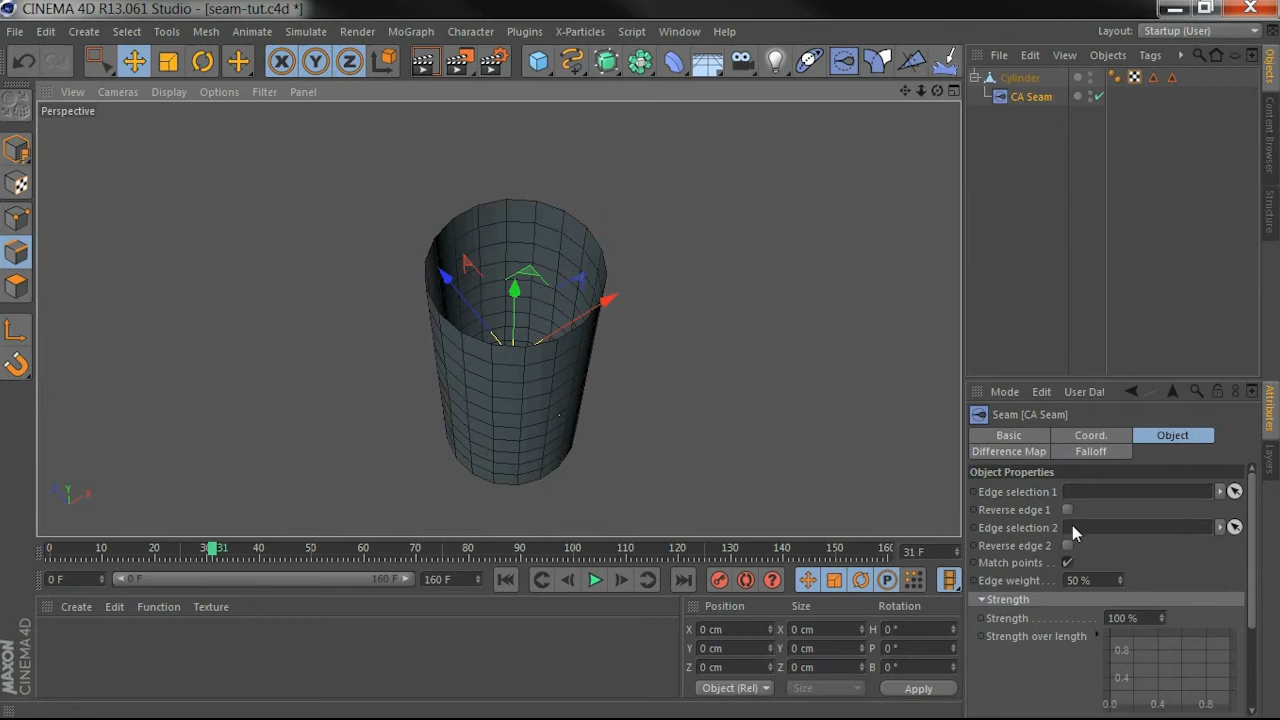 CINEMA 4D R13.061 Studio - [seam-tut.c4d *]
File Edit Create Select Tools Mesh Animate Simulate Render MoGraph Character Plugins X-Particles Script Window Help Layout: Startup (User)
X Y Z
File Edit View Objects Tags
Cylinder
CA Seam
View Cameras Display Options Filter Panel
Perspective
Objects
Content Browser
Structure
Y X
Mode Edit User Dat
Seam [CA Seam]
Basic Coord. Object
Difference Map Falloff
Object Properties
Edge selection 1
Reverse edge 1
Edge selection 2
Reverse edge 2
Match points . .
Edge weight. . . 50 %
Strength
Strength . . . . . . . . . . . . 100 %
Strength over length
0.8
0.4
0.0 0.4 0.8
Attributes
Layers
0 10 20 30 31 40 50 60 70 80 90 100 110 120 130 140 150 160 31 F
0 F 0 F 160 F 160 F
P
Create Edit Function Texture
Position Size Rotation
X 0 cm X 0 cm H 0 °
Y 0 cm Y 0 cm P 0 °
Z 0 cm Z 0 cm B 0 °
Object (Rel) Size Apply
MAXON CINEMA 4D